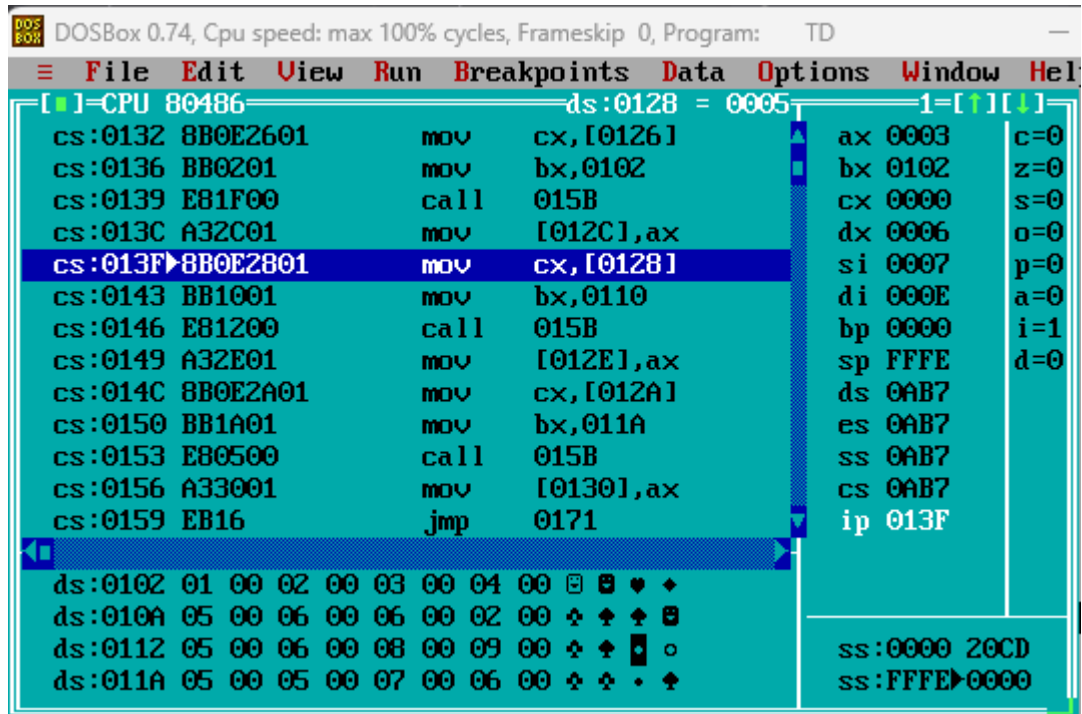 DOSBox 0.74, Cpu speed: max 100% cycles, Frameskip 0, Program: TD
≡ File Edit View Run Breakpoints Data Options Window Hel
[■]=CPU 80486 ds:0128 = 0005 1=[↑][↓]
cs:0132 8B0E2601 mov cx,[0126] ax 0003 c=0
cs:0136 BB0201 mov bx,0102 bx 0102 z=0
cs:0139 E81F00 call 015B cx 0000 s=0
cs:013C A32C01 mov [012C],ax dx 0006 o=0
cs:013F►8B0E2801 mov cx,[0128] si 0007 p=0
cs:0143 BB1001 mov bx,0110 di 000E a=0
cs:0146 E81200 call 015B bp 0000 i=1
cs:0149 A32E01 mov [012E],ax sp FFFE d=0
cs:014C 8B0E2A01 mov cx,[012A] ds 0AB7
cs:0150 BB1A01 mov bx,011A es 0AB7
cs:0153 E80500 call 015B ss 0AB7
cs:0156 A33001 mov [0130],ax cs 0AB7
cs:0159 EB16 jmp 0171 ip 013F
ds:0102 01 00 02 00 03 00 04 00 ☺ ☻ ♥ ♦
ds:010A 05 00 06 00 06 00 02 00 ♣ ♠ ♠ ☻
ds:0112 05 00 06 00 08 00 09 00 ♣ ♠ ◘ ○
ds:011A 05 00 05 00 07 00 06 00 ♣ ♣ • ♠
ss:0000 20CD
ss:FFFE►0000